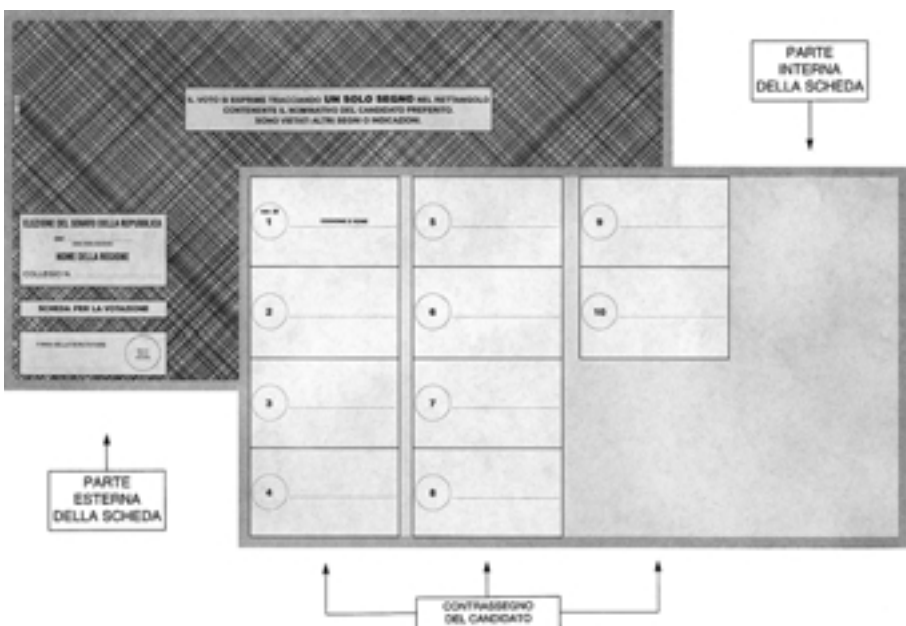 PARTE
INTERNA
DELLA SCHEDA
IL VOTO SI ESPRIME TRACCIANDO UN SOLO SEGNO NEL RETTANGOLO
CONTENENTE IL NOMINATIVO DEL CANDIDATO PREFERITO.
SONO VIETATI ALTRI SEGNI O INDICAZIONI.
ELEZIONE DEL SENATO DELLA REPUBBLICA
NOME DELLA REGIONE
COLLEGIO N.
SCHEDA PER LA VOTAZIONE
1
2
3
4
5
6
7
8
9
10
PARTE
ESTERNA
DELLA SCHEDA
CONTRASSEGNO
DEL CANDIDATO